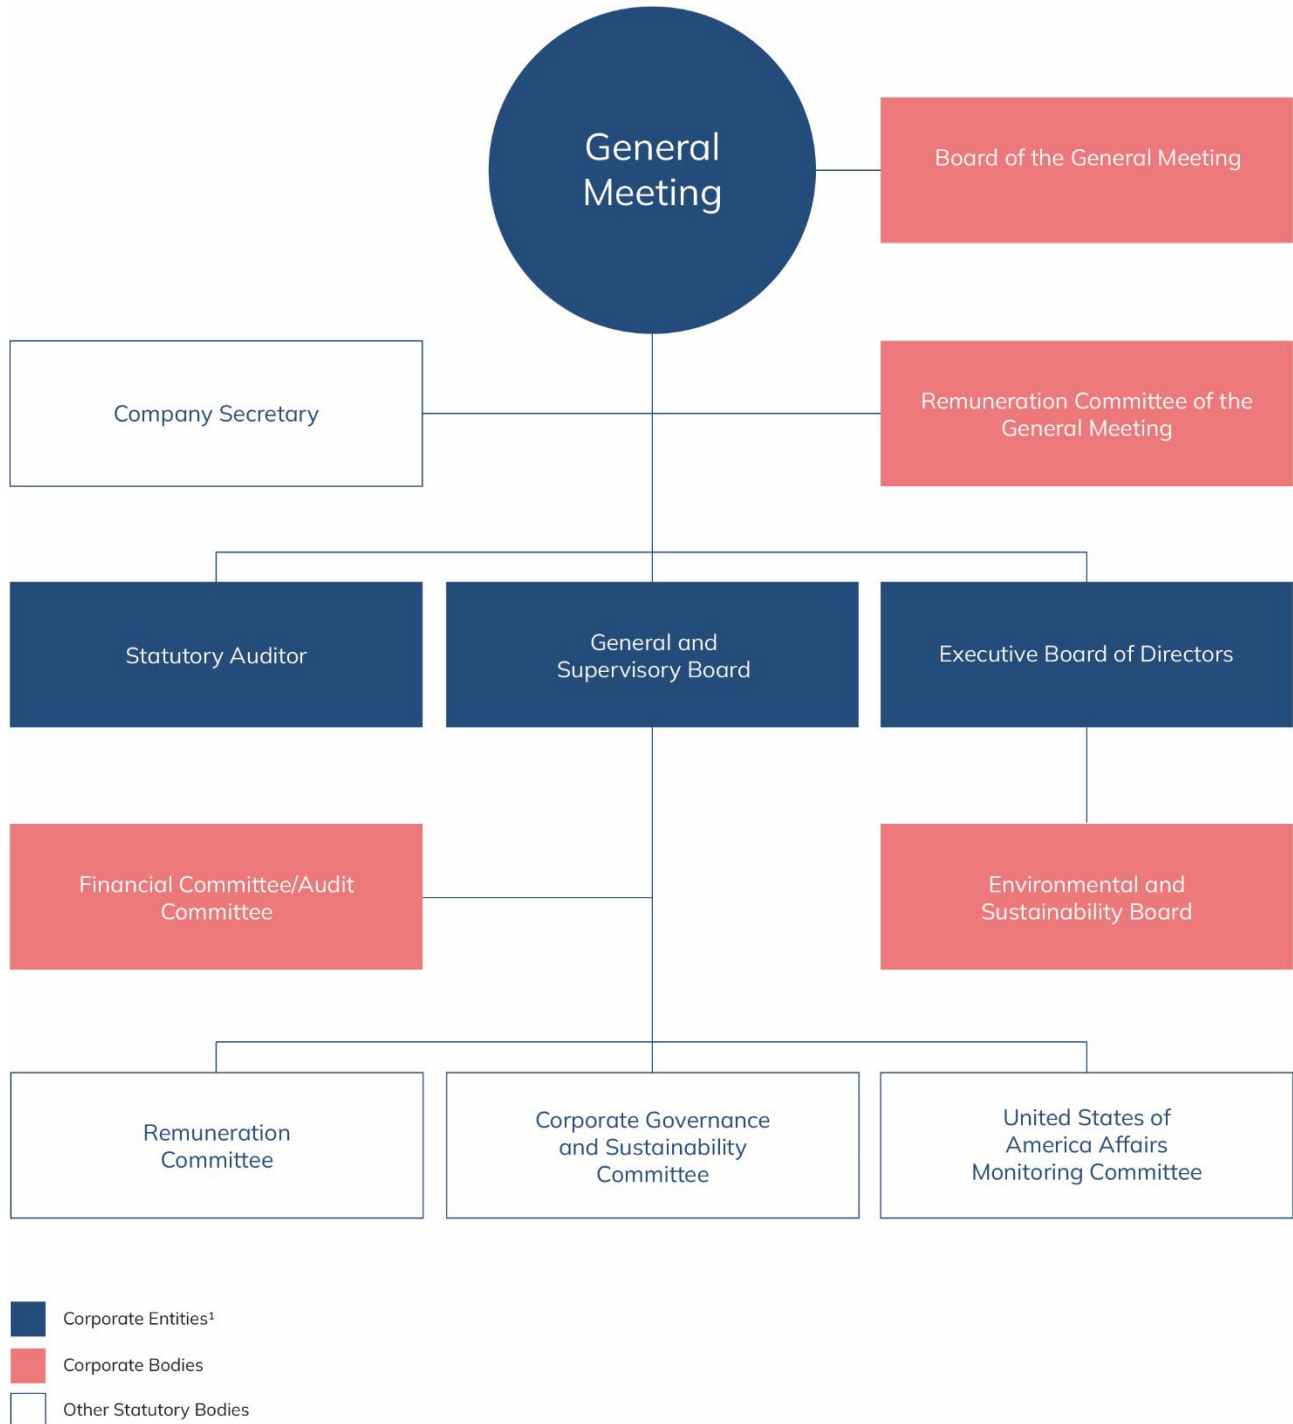 General
Meeting
Board of the General Meeting
Company Secretary
Remuneration Committee of the
General Meeting
Statutory Auditor
General and
Supervisory Board
Executive Board of Directors
Financial Committee/Audit
Committee
Environmental and
Sustainability Board
Remuneration
Committee
Corporate Governance
and Sustainability
Committee
United States of
America Affairs
Monitoring Committee
Corporate Entities¹
Corporate Bodies
Other Statutory Bodies